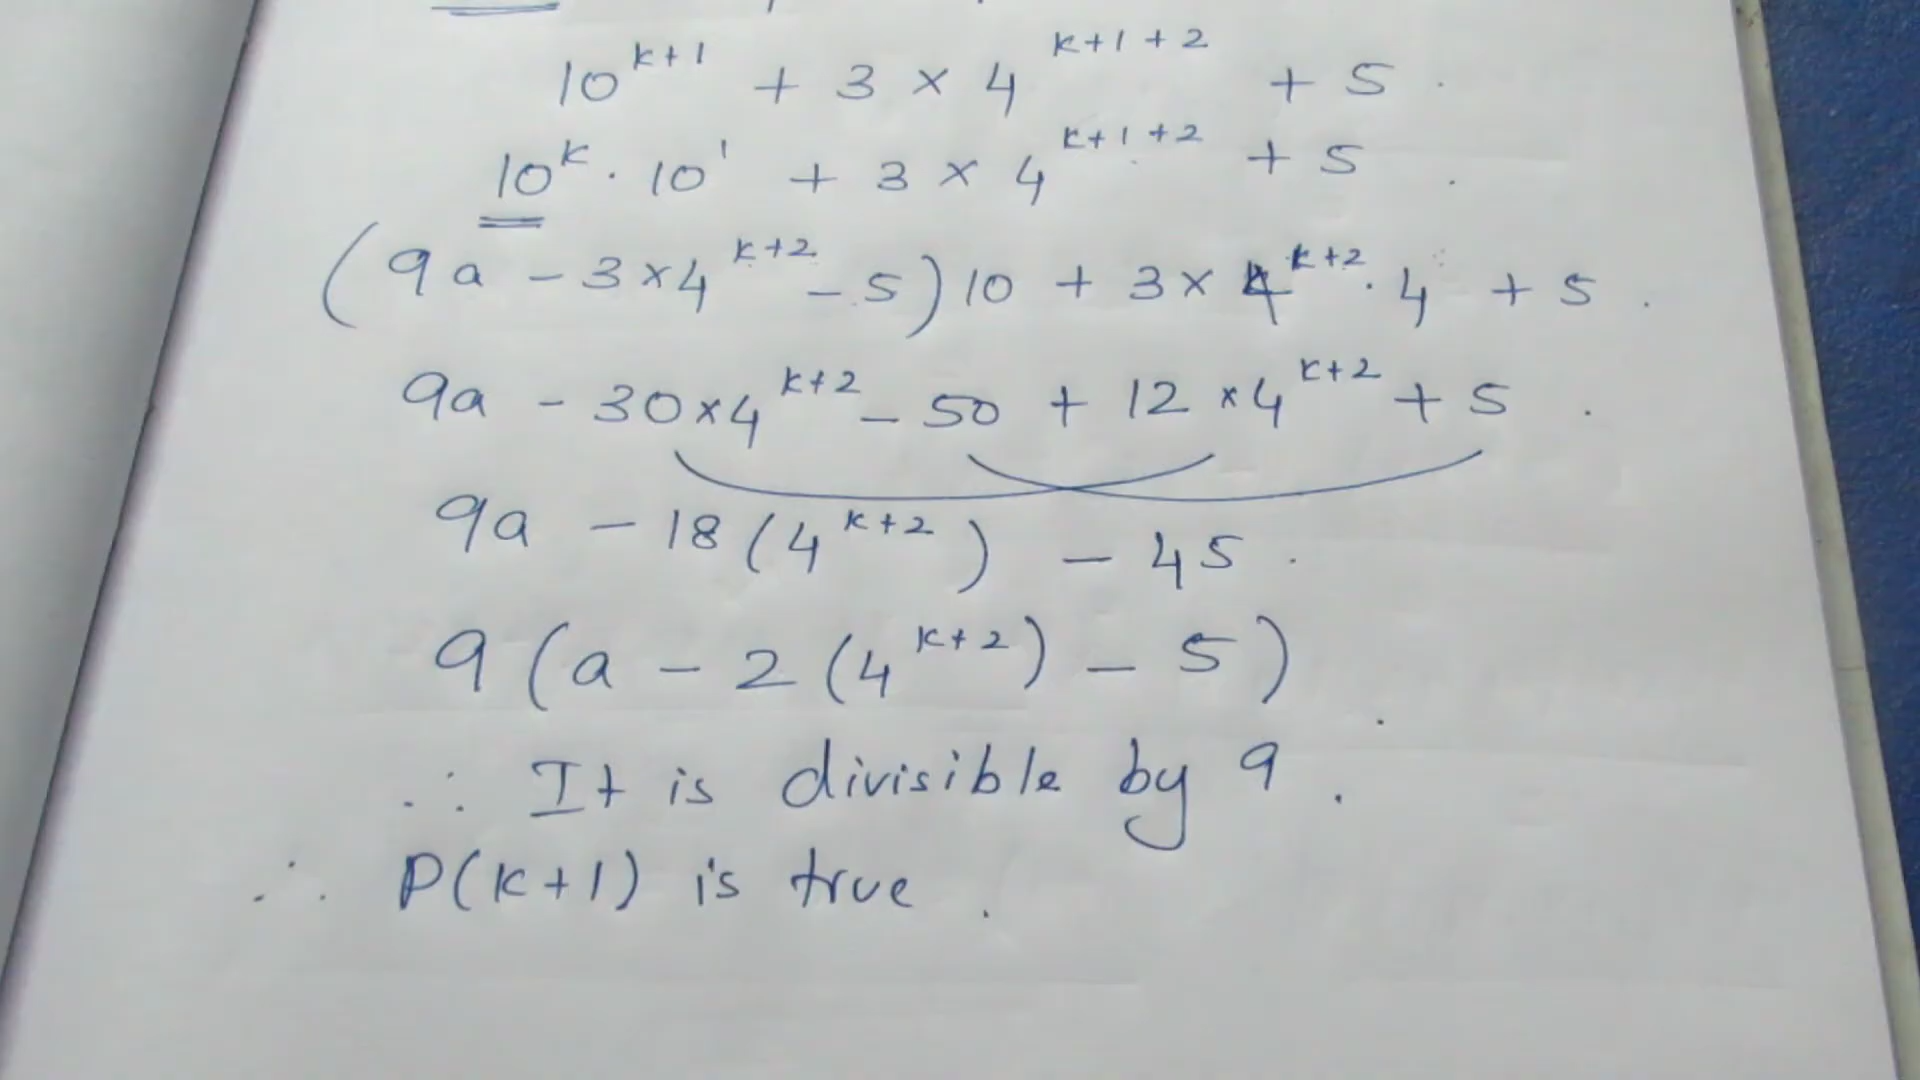 10^{k+1} + 3 × 4^{k+1+2} + 5.
10^k · 10^1 + 3 × 4^{k+1+2} + 5.
(9a - 3×4^{k+2} - 5)10 + 3× 4^{k+2} · 4 + 5.
9a - 30×4^{k+2} - 50 + 12 ×4^{k+2} + 5.
9a - 18(4^{k+2}) - 45.
9(a - 2(4^{k+2}) - 5).
∴ It is divisible by 9.
∴ P(k+1) is true.